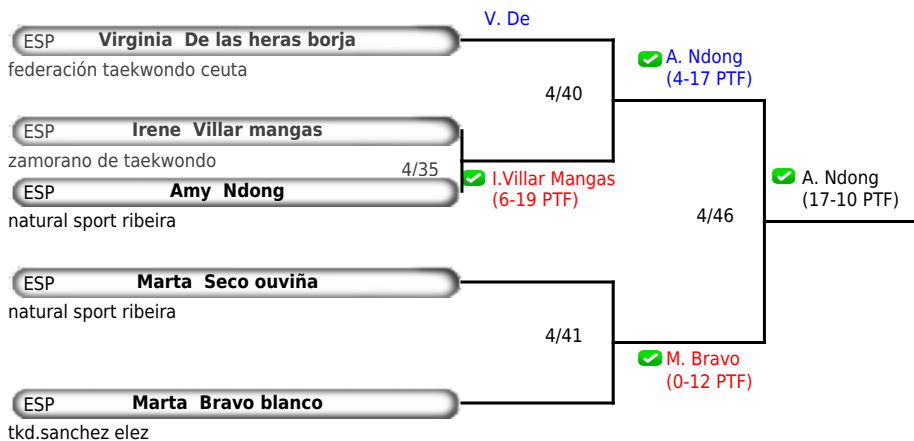 V. De
ESP Virginia De las heras borja
federación taekwondo ceuta
A. Ndong
(4-17 PTF)
4/40
ESP Irene Villar mangas
zamorano de taekwondo
4/35
I.Villar Mangas
(6-19 PTF)
ESP Amy Ndong
natural sport ribeira
A. Ndong
(17-10 PTF)
4/46
ESP Marta Seco ouviña
natural sport ribeira
4/41
M. Bravo
(0-12 PTF)
ESP Marta Bravo blanco
tkd.sanchez elez